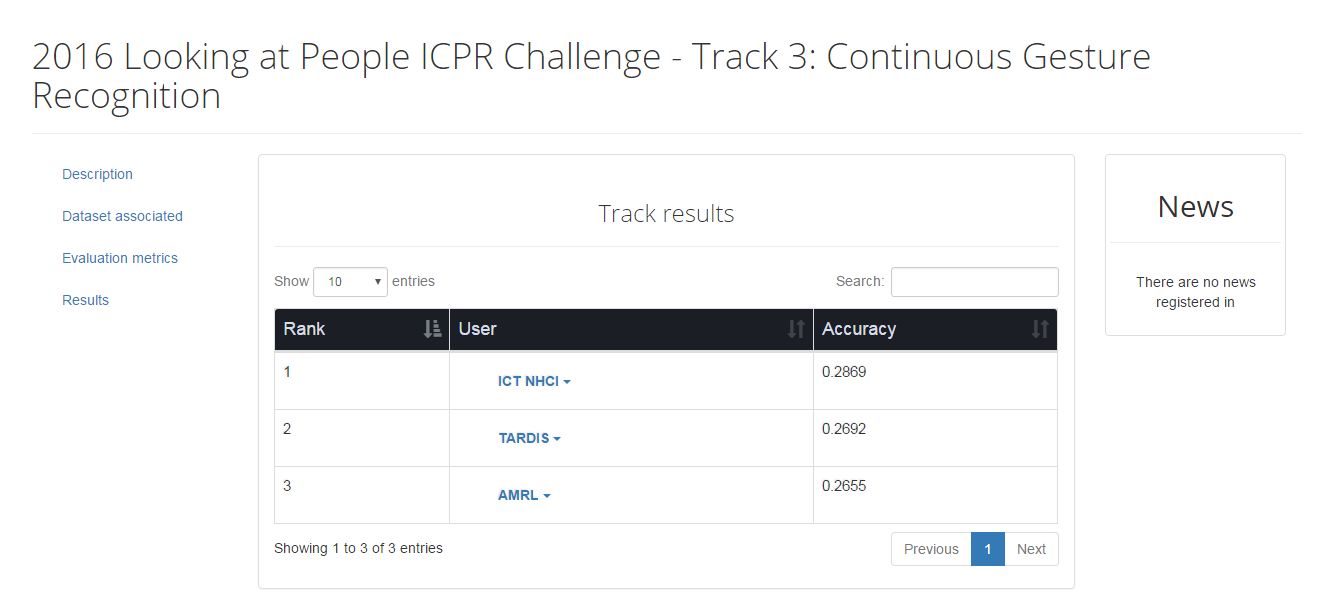 2016 Looking at People ICPR Challenge - Track 3: Continuous Gesture
Recognition
Description
Dataset associated
Evaluation metrics
Results
Track results
Show 10 entries
Search:
Rank User Accuracy
1 ICT NHCI 0.2869
2 TARDIS 0.2692
3 AMRL 0.2655
Showing 1 to 3 of 3 entries
Previous 1 Next
News
There are no news
registered in